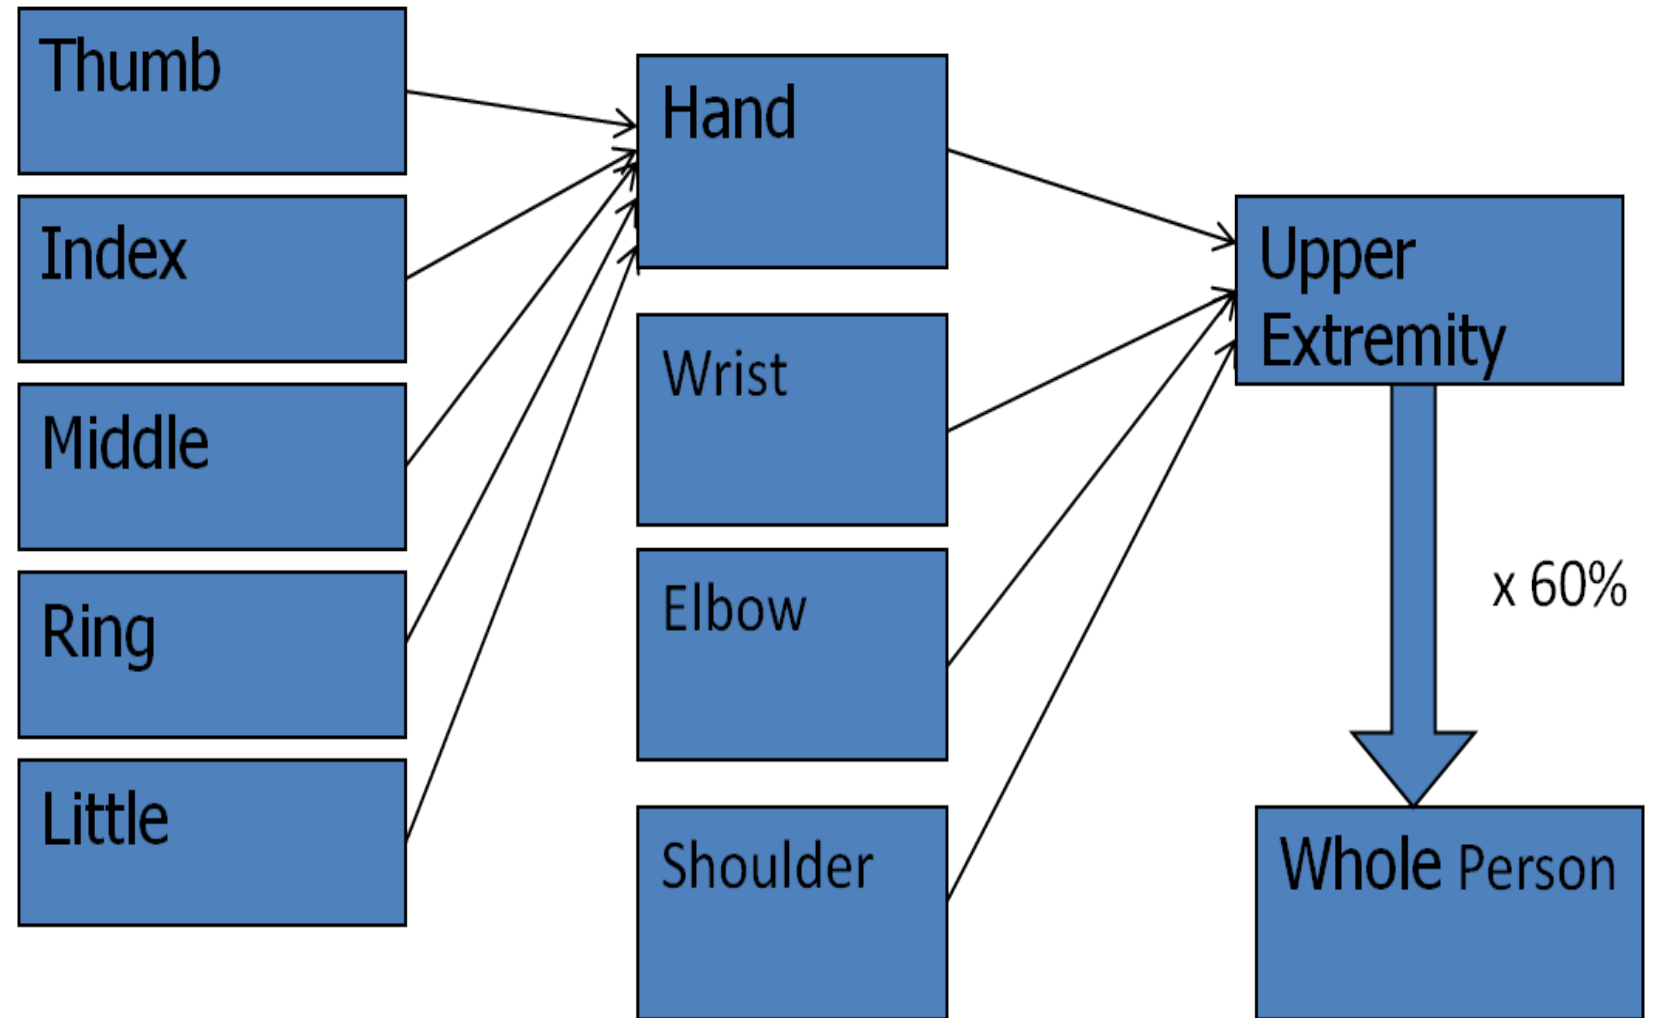 Thumb
Index
Middle
Ring
Little
Hand
Wrist
Elbow
Shoulder
Upper
Extremity
x 60%
Whole Person